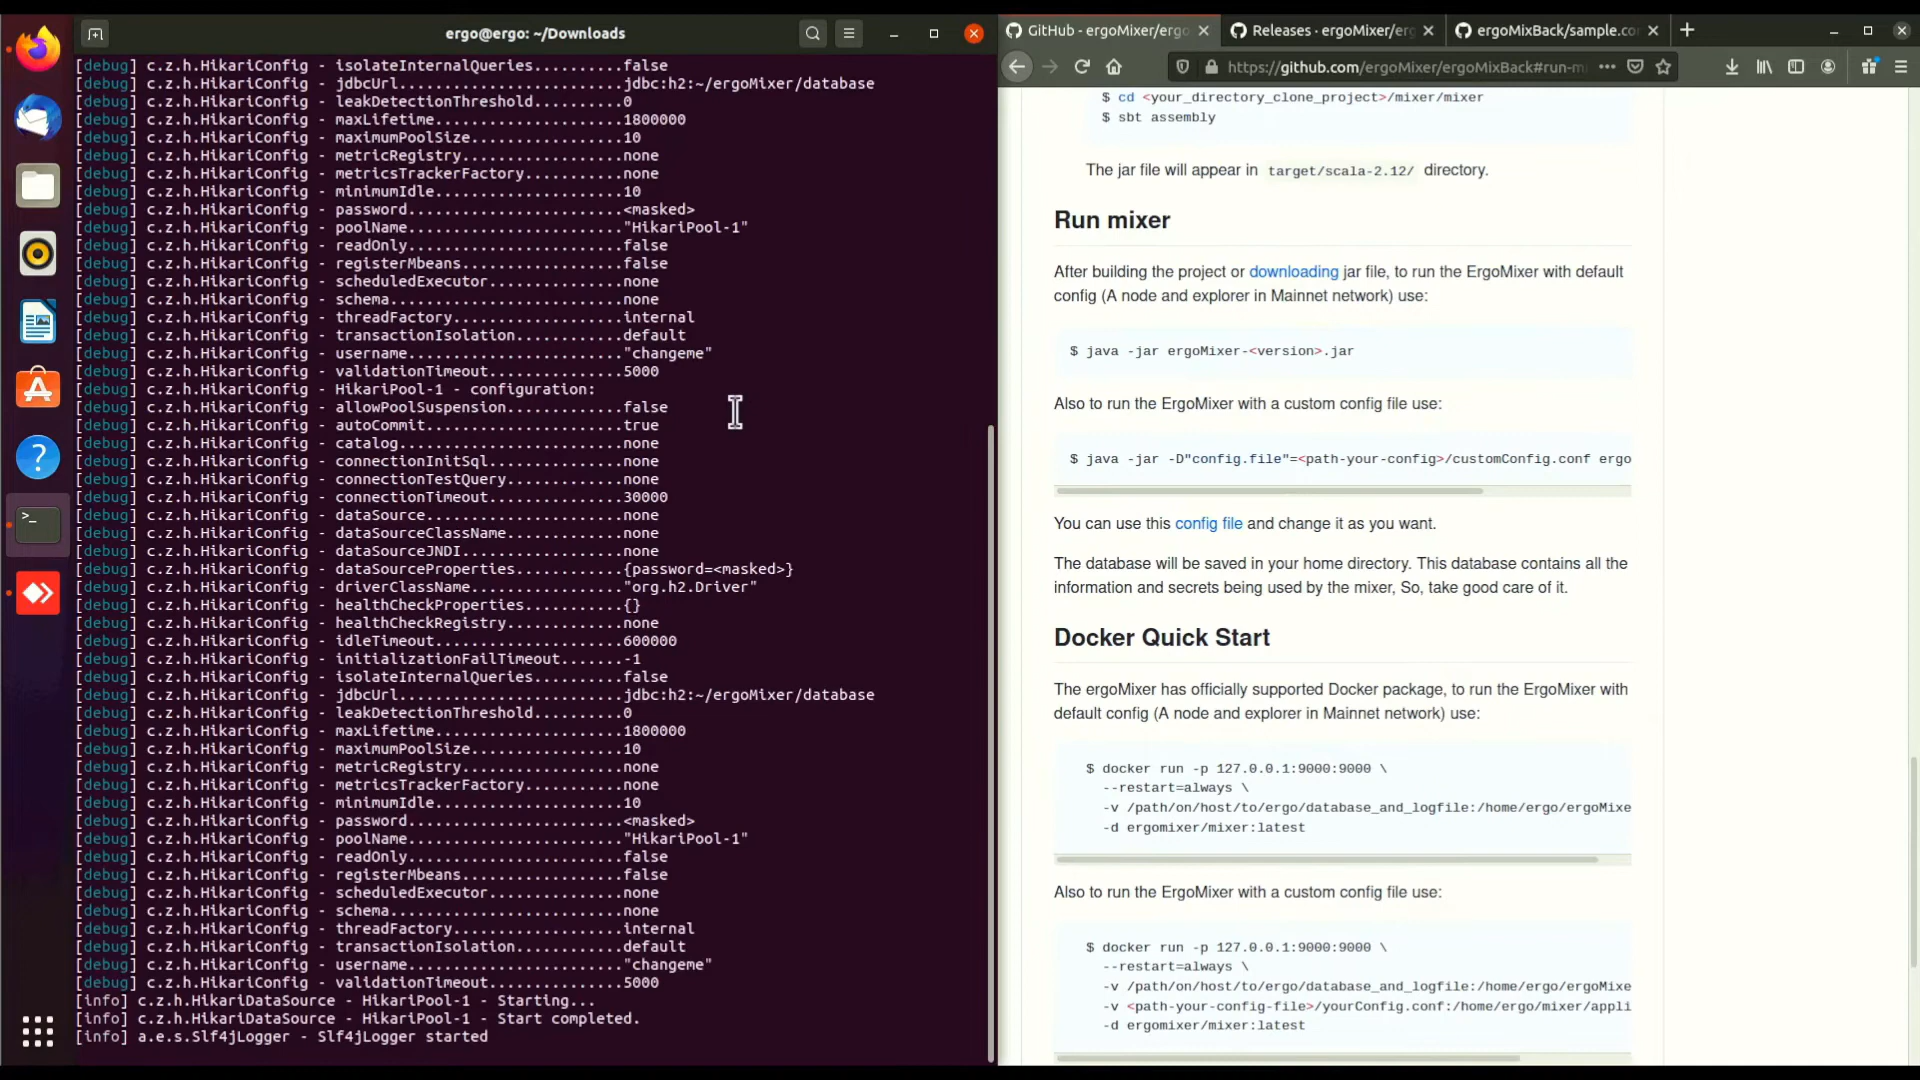 ergo@ergo: ~/Downloads
[debug] c.z.h.HikariConfig - isolateInternalQueries..........false
[debug] c.z.h.HikariConfig - jdbcUrl.........................jdbc:h2:~/ergoMixer/database
[debug] c.z.h.HikariConfig - leakDetectionThreshold..........0
[debug] c.z.h.HikariConfig - maxLifetime.....................1800000
[debug] c.z.h.HikariConfig - maximumPoolSize.................10
[debug] c.z.h.HikariConfig - metricRegistry..................none
[debug] c.z.h.HikariConfig - metricsTrackerFactory...........none
[debug] c.z.h.HikariConfig - minimumIdle.....................10
[debug] c.z.h.HikariConfig - password........................<masked>
[debug] c.z.h.HikariConfig - poolName........................"HikariPool-1"
[debug] c.z.h.HikariConfig - readOnly........................false
[debug] c.z.h.HikariConfig - registerMbeans..................false
[debug] c.z.h.HikariConfig - scheduledExecutor...............none
[debug] c.z.h.HikariConfig - schema..........................none
[debug] c.z.h.HikariConfig - threadFactory...................internal
[debug] c.z.h.HikariConfig - transactionIsolation............default
[debug] c.z.h.HikariConfig - username........................"changeme"
[debug] c.z.h.HikariConfig - validationTimeout...............5000
[debug] c.z.h.HikariConfig - HikariPool-1 - configuration:
[debug] c.z.h.HikariConfig - allowPoolSuspension.............false
[debug] c.z.h.HikariConfig - autoCommit......................true
[debug] c.z.h.HikariConfig - catalog.........................none
[debug] c.z.h.HikariConfig - connectionInitSql...............none
[debug] c.z.h.HikariConfig - connectionTestQuery.............none
[debug] c.z.h.HikariConfig - connectionTimeout...............30000
[debug] c.z.h.HikariConfig - dataSource......................none
[debug] c.z.h.HikariConfig - dataSourceClassName.............none
[debug] c.z.h.HikariConfig - dataSourceJNDI..................none
[debug] c.z.h.HikariConfig - dataSourceProperties............{password=<masked>}
[debug] c.z.h.HikariConfig - driverClassName................."org.h2.Driver"
[debug] c.z.h.HikariConfig - healthCheckProperties...........{}
[debug] c.z.h.HikariConfig - healthCheckRegistry.............none
[debug] c.z.h.HikariConfig - idleTimeout.....................600000
[debug] c.z.h.HikariConfig - initializationFailTimeout.......-1
[debug] c.z.h.HikariConfig - isolateInternalQueries..........false
[debug] c.z.h.HikariConfig - jdbcUrl.........................jdbc:h2:~/ergoMixer/database
[debug] c.z.h.HikariConfig - leakDetectionThreshold..........0
[debug] c.z.h.HikariConfig - maxLifetime.....................1800000
[debug] c.z.h.HikariConfig - maximumPoolSize.................10
[debug] c.z.h.HikariConfig - metricRegistry..................none
[debug] c.z.h.HikariConfig - metricsTrackerFactory...........none
[debug] c.z.h.HikariConfig - minimumIdle.....................10
[debug] c.z.h.HikariConfig - password........................<masked>
[debug] c.z.h.HikariConfig - poolName........................"HikariPool-1"
[debug] c.z.h.HikariConfig - readOnly........................false
[debug] c.z.h.HikariConfig - registerMbeans..................false
[debug] c.z.h.HikariConfig - scheduledExecutor...............none
[debug] c.z.h.HikariConfig - schema..........................none
[debug] c.z.h.HikariConfig - threadFactory...................internal
[debug] c.z.h.HikariConfig - transactionIsolation............default
[debug] c.z.h.HikariConfig - username........................"changeme"
[debug] c.z.h.HikariConfig - validationTimeout...............5000
[info] c.z.h.HikariDataSource - HikariPool-1 - Starting...
[info] c.z.h.HikariDataSource - HikariPool-1 - Start completed.
[info] a.e.s.Slf4jLogger - Slf4jLogger started
GitHub - ergoMixer/ergo
Releases · ergoMixer/erg
ergoMixBack/sample.co
https://github.com/ergoMixer/ergoMixBack#run-m
$ cd <your_directory_clone_project>/mixer/mixer
$ sbt assembly
The jar file will appear in target/scala-2.12/ directory.
Run mixer
After building the project or downloading jar file, to run the ErgoMixer with default
config (A node and explorer in Mainnet network) use:
$ java -jar ergoMixer-<version>.jar
Also to run the ErgoMixer with a custom config file use:
$ java -jar -D"config.file"=<path-your-config>/customConfig.conf ergo
You can use this config file and change it as you want.
The database will be saved in your home directory. This database contains all the
information and secrets being used by the mixer, So, take good care of it.
Docker Quick Start
The ergoMixer has officially supported Docker package, to run the ErgoMixer with
default config (A node and explorer in Mainnet network) use:
$ docker run -p 127.0.0.1:9000:9000 \
--restart=always \
-v /path/on/host/to/ergo/database_and_logfile:/home/ergo/ergoMixe
-d ergomixer/mixer:latest
Also to run the ErgoMixer with a custom config file use:
$ docker run -p 127.0.0.1:9000:9000 \
--restart=always \
-v /path/on/host/to/ergo/database_and_logfile:/home/ergo/ergoMixe
-v <path-your-config-file>/yourConfig.conf:/home/ergo/mixer/appli
-d ergomixer/mixer:latest